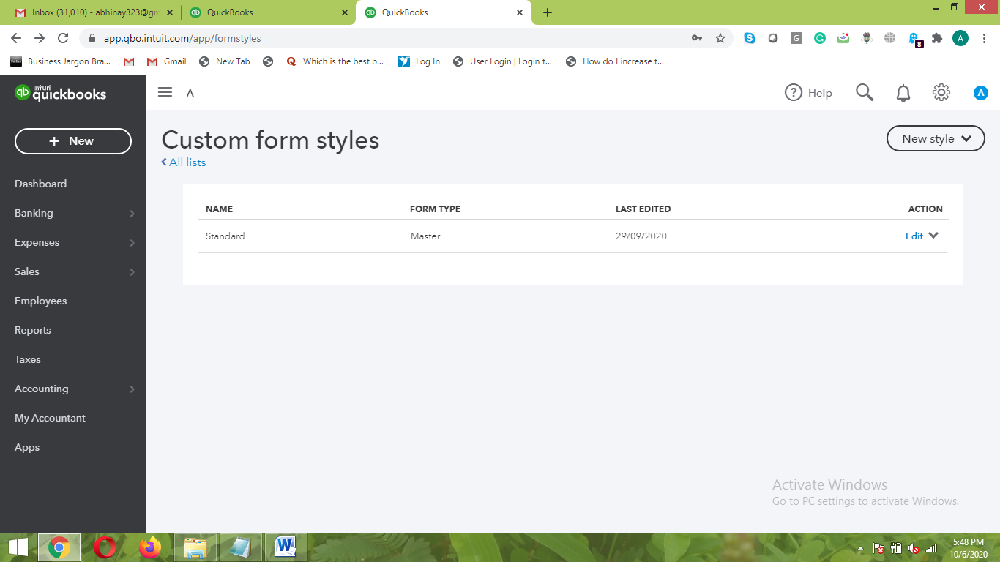 Inbox (31,010) - abhinay323@gm
QuickBooks
QuickBooks
app.qbo.intuit.com/app/formstyles
G
8
A
Business Jargon Bra...
Gmail
New Tab
Q
Which is the best b...
Log In
User Login | Login t...
How do I increase t...
qb intuit quickbooks
A
? Help
A
+ New
Custom form styles
New style
All lists
Dashboard
Banking
Expenses
Sales
Employees
Reports
Taxes
Accounting
My Accountant
Apps
NAME FORM TYPE LAST EDITED ACTION
Standard Master 29/09/2020 Edit
Activate Windows
Go to PC settings to activate Windows.
5:48 PM
10/6/2020